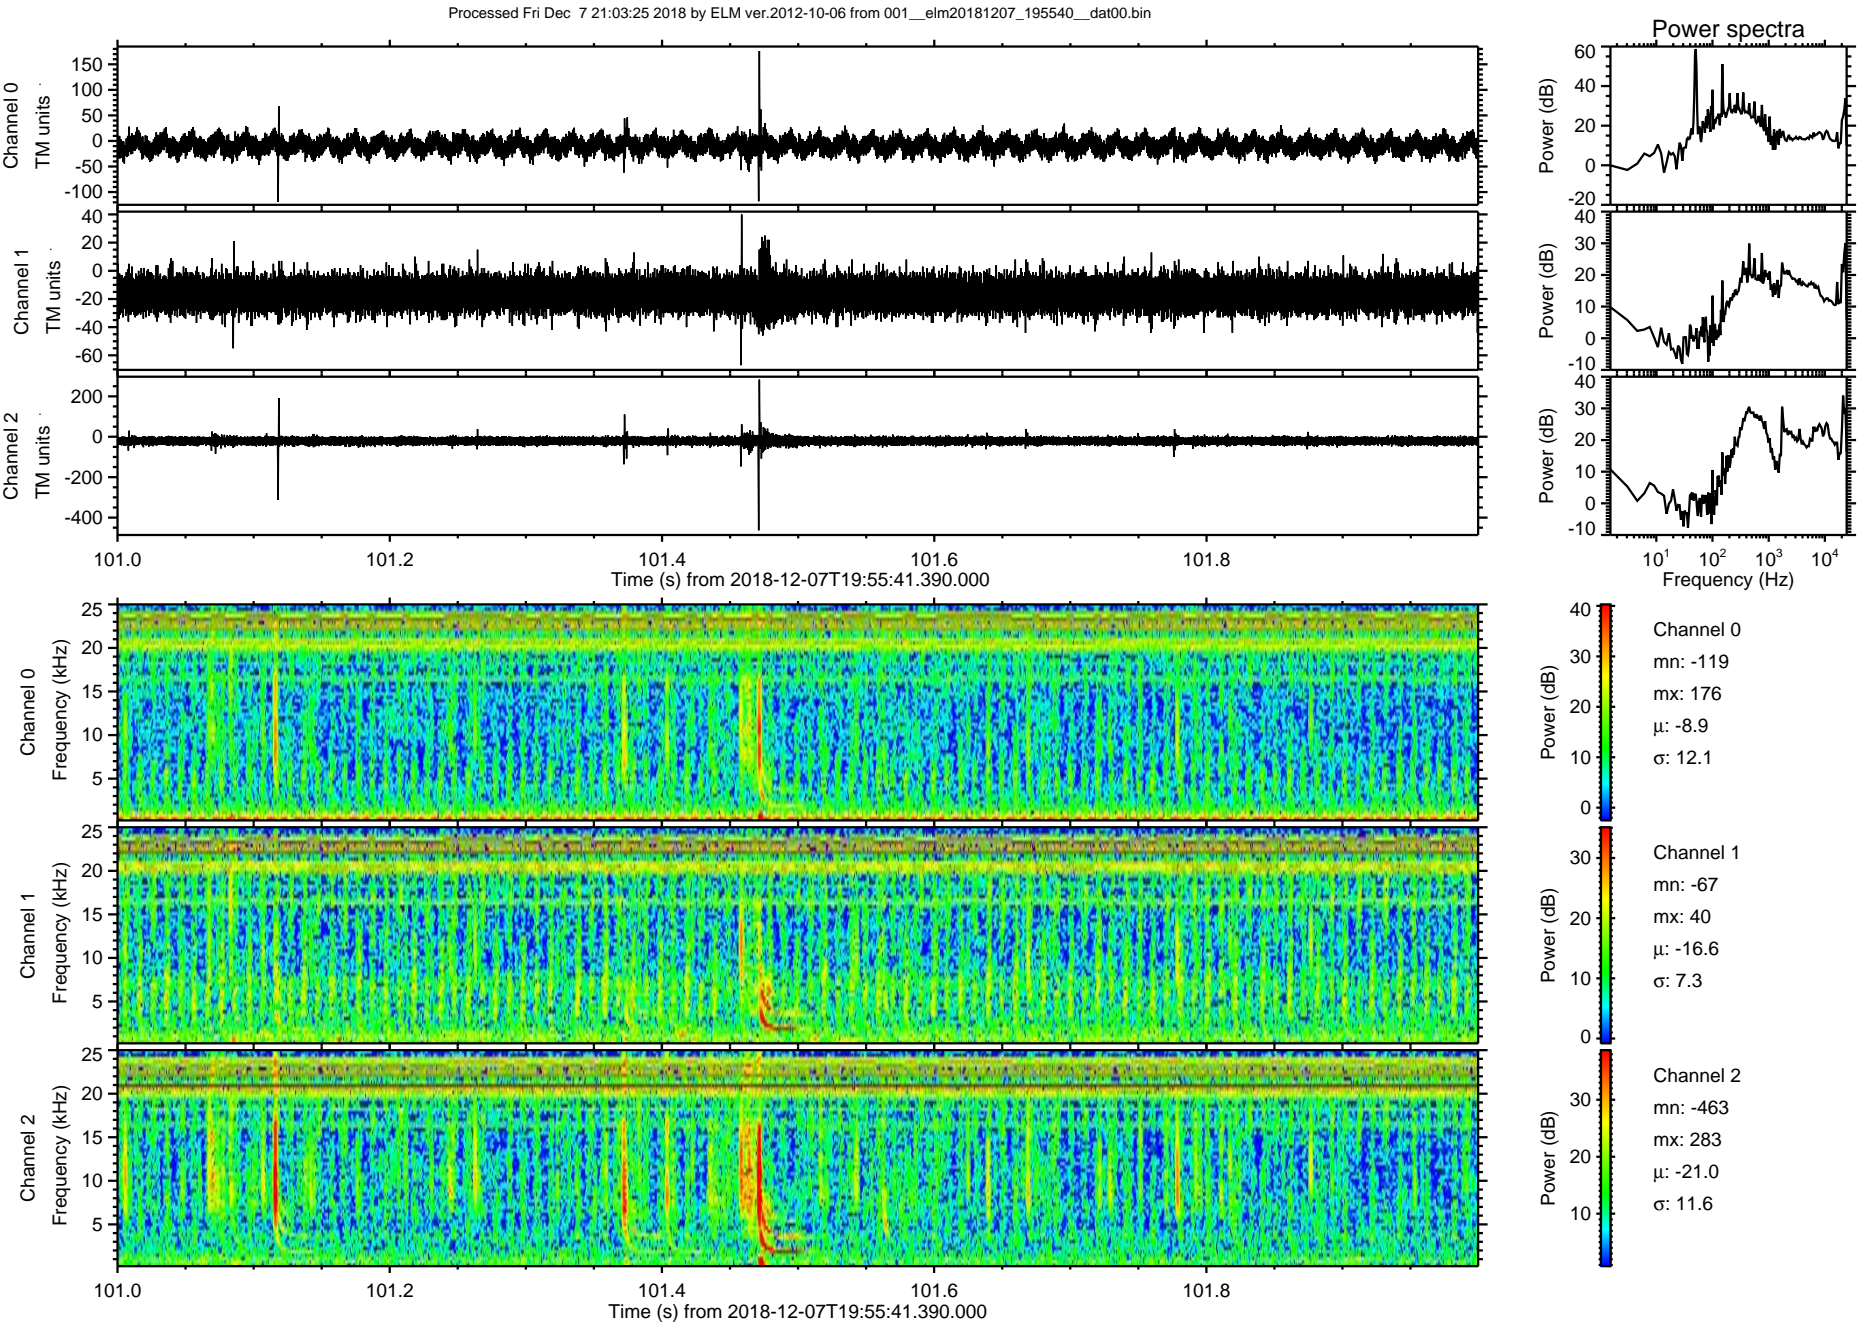 Processed Fri Dec  7 21:03:25 2018 by ELM ver.2012-10-06 from 001__elm20181207_195540__dat00.bin
Power spectra
Channel 0
TM units
150
100
50
0
-50
-100
Power (dB)
60
40
20
0
-20
Channel 1
TM units
40
20
0
-20
-40
-60
Power (dB)
40
30
20
10
0
-10
Channel 2
TM units
200
0
-200
-400
Power (dB)
40
30
20
10
0
-10
101.0 101.2 101.4 101.6 101.8
Time (s) from 2018-12-07T19:55:41.390.000
10¹ 10² 10³ 10⁴
Frequency (Hz)
Channel 0
Frequency (kHz)
25
20
15
10
5
Power (dB)
40
30
20
10
0
Channel 0
mn: -119
mx: 176
μ: -8.9
σ: 12.1
Channel 1
Frequency (kHz)
25
20
15
10
5
Power (dB)
30
20
10
0
Channel 1
mn: -67
mx: 40
μ: -16.6
σ: 7.3
Channel 2
Frequency (kHz)
25
20
15
10
5
Power (dB)
30
20
10
Channel 2
mn: -463
mx: 283
μ: -21.0
σ: 11.6
101.0 101.2 101.4 101.6 101.8
Time (s) from 2018-12-07T19:55:41.390.000